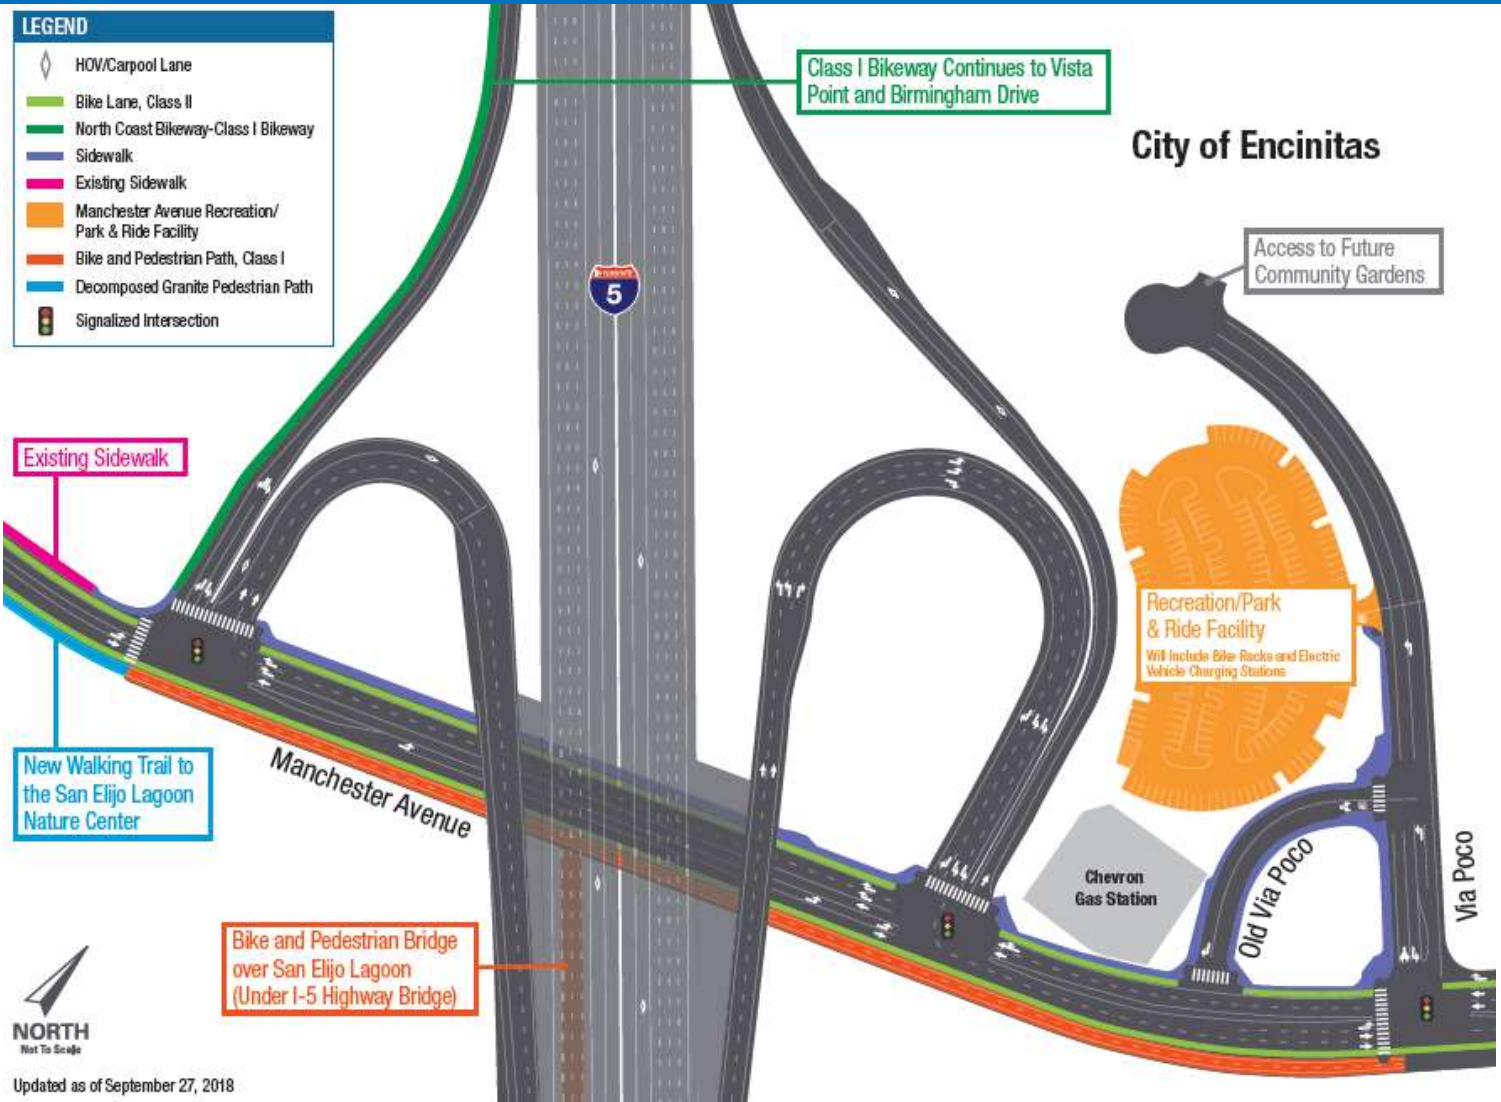 LEGEND
HOV/Carpool Lane
Bike Lane, Class II
North Coast Bikeway-Class I Bikeway
Sidewalk
Existing Sidewalk
Manchester Avenue Recreation/
Park & Ride Facility
Bike and Pedestrian Path, Class I
Decomposed Granite Pedestrian Path
Signalized Intersection
Class I Bikeway Continues to Vista
Point and Birmingham Drive
City of Encinitas
Access to Future
Community Gardens
INTERSTATE
5
Existing Sidewalk
Recreation/Park
& Ride Facility
Will Include Bike Racks and Electric
Vehicle Charging Stations
New Walking Trail to
the San Elijo Lagoon
Nature Center
Manchester Avenue
Chevron
Gas Station
Old Via Poco
Via Poco
Bike and Pedestrian Bridge
over San Elijo Lagoon
(Under I-5 Highway Bridge)
NORTH
Not To Scale
Updated as of September 27, 2018